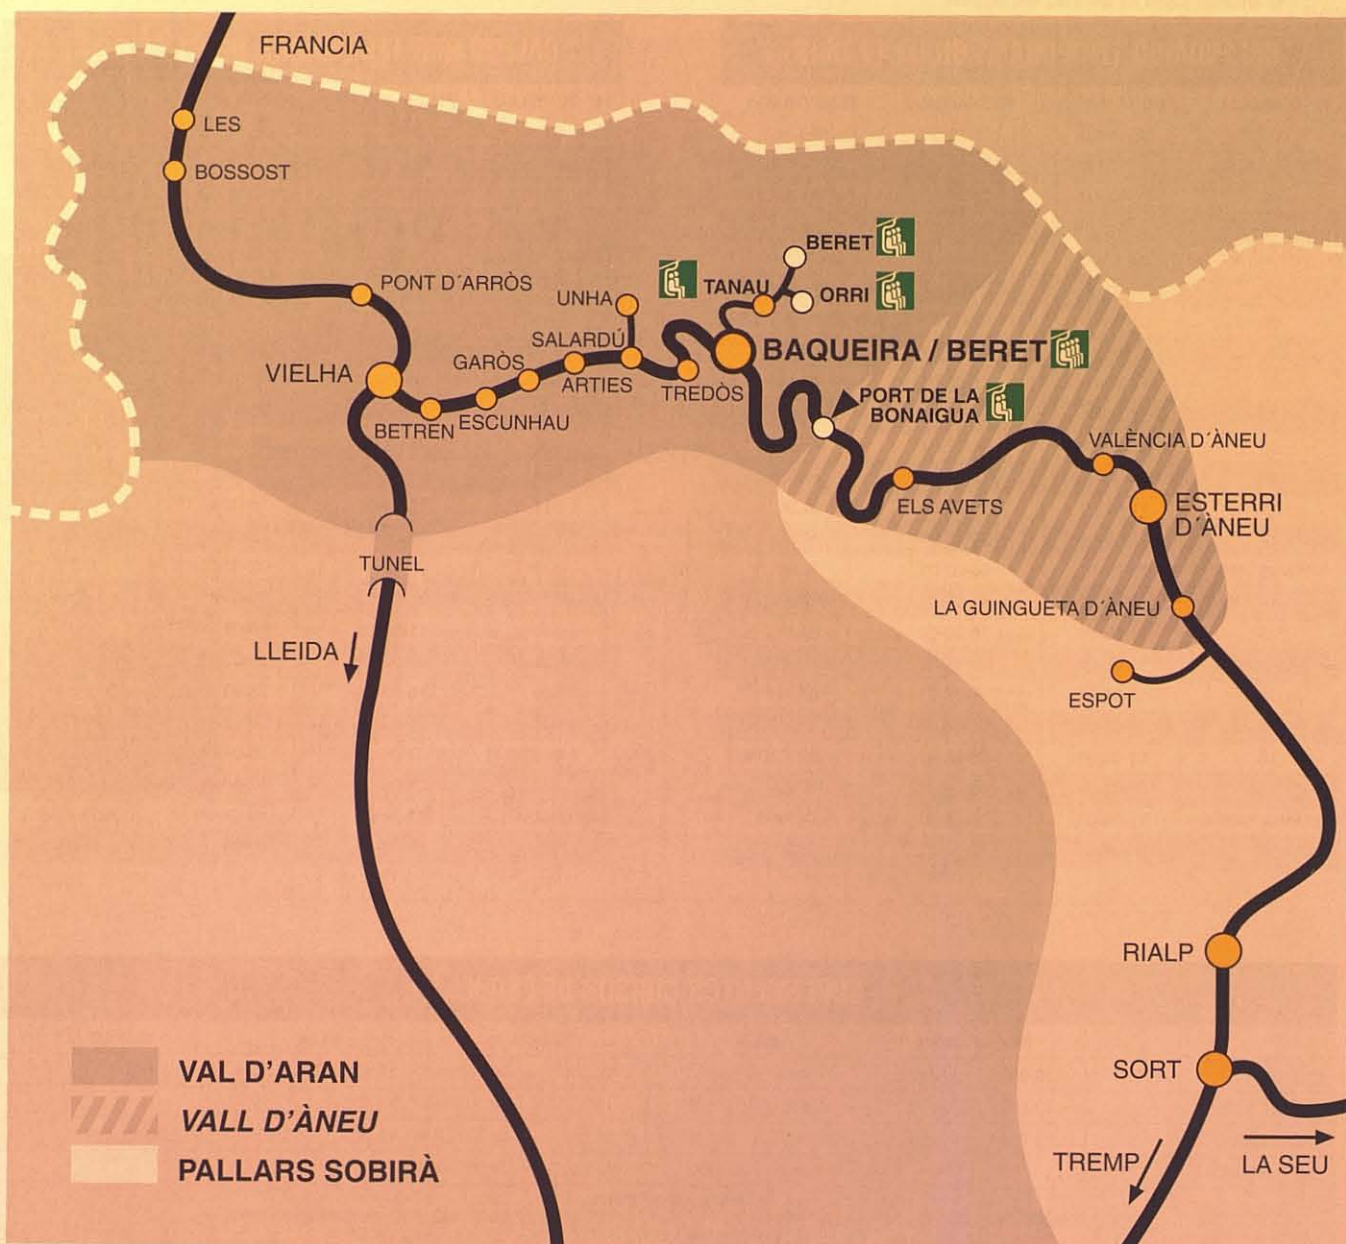 FRANCIA
LES
BOSSOST
PONT D´ARRÒS
VIELHA
BETREN
ESCUNHAU
GARÒS
ARTIES
SALARDÚ
UNHA
TREDÒS
TANAU
BERET
ORRI
BAQUEIRA / BERET
PORT DE LA
BONAIGUA
ELS AVETS
VALÈNCIA D´ÀNEU
ESTERRI
D´ÀNEU
LA GUINGUETA D´ÀNEU
ESPOT
TUNEL
LLEIDA
RIALP
SORT
TREMP
LA SEU
VAL D'ARAN
VALL D'ÀNEU
PALLARS SOBIRÀ